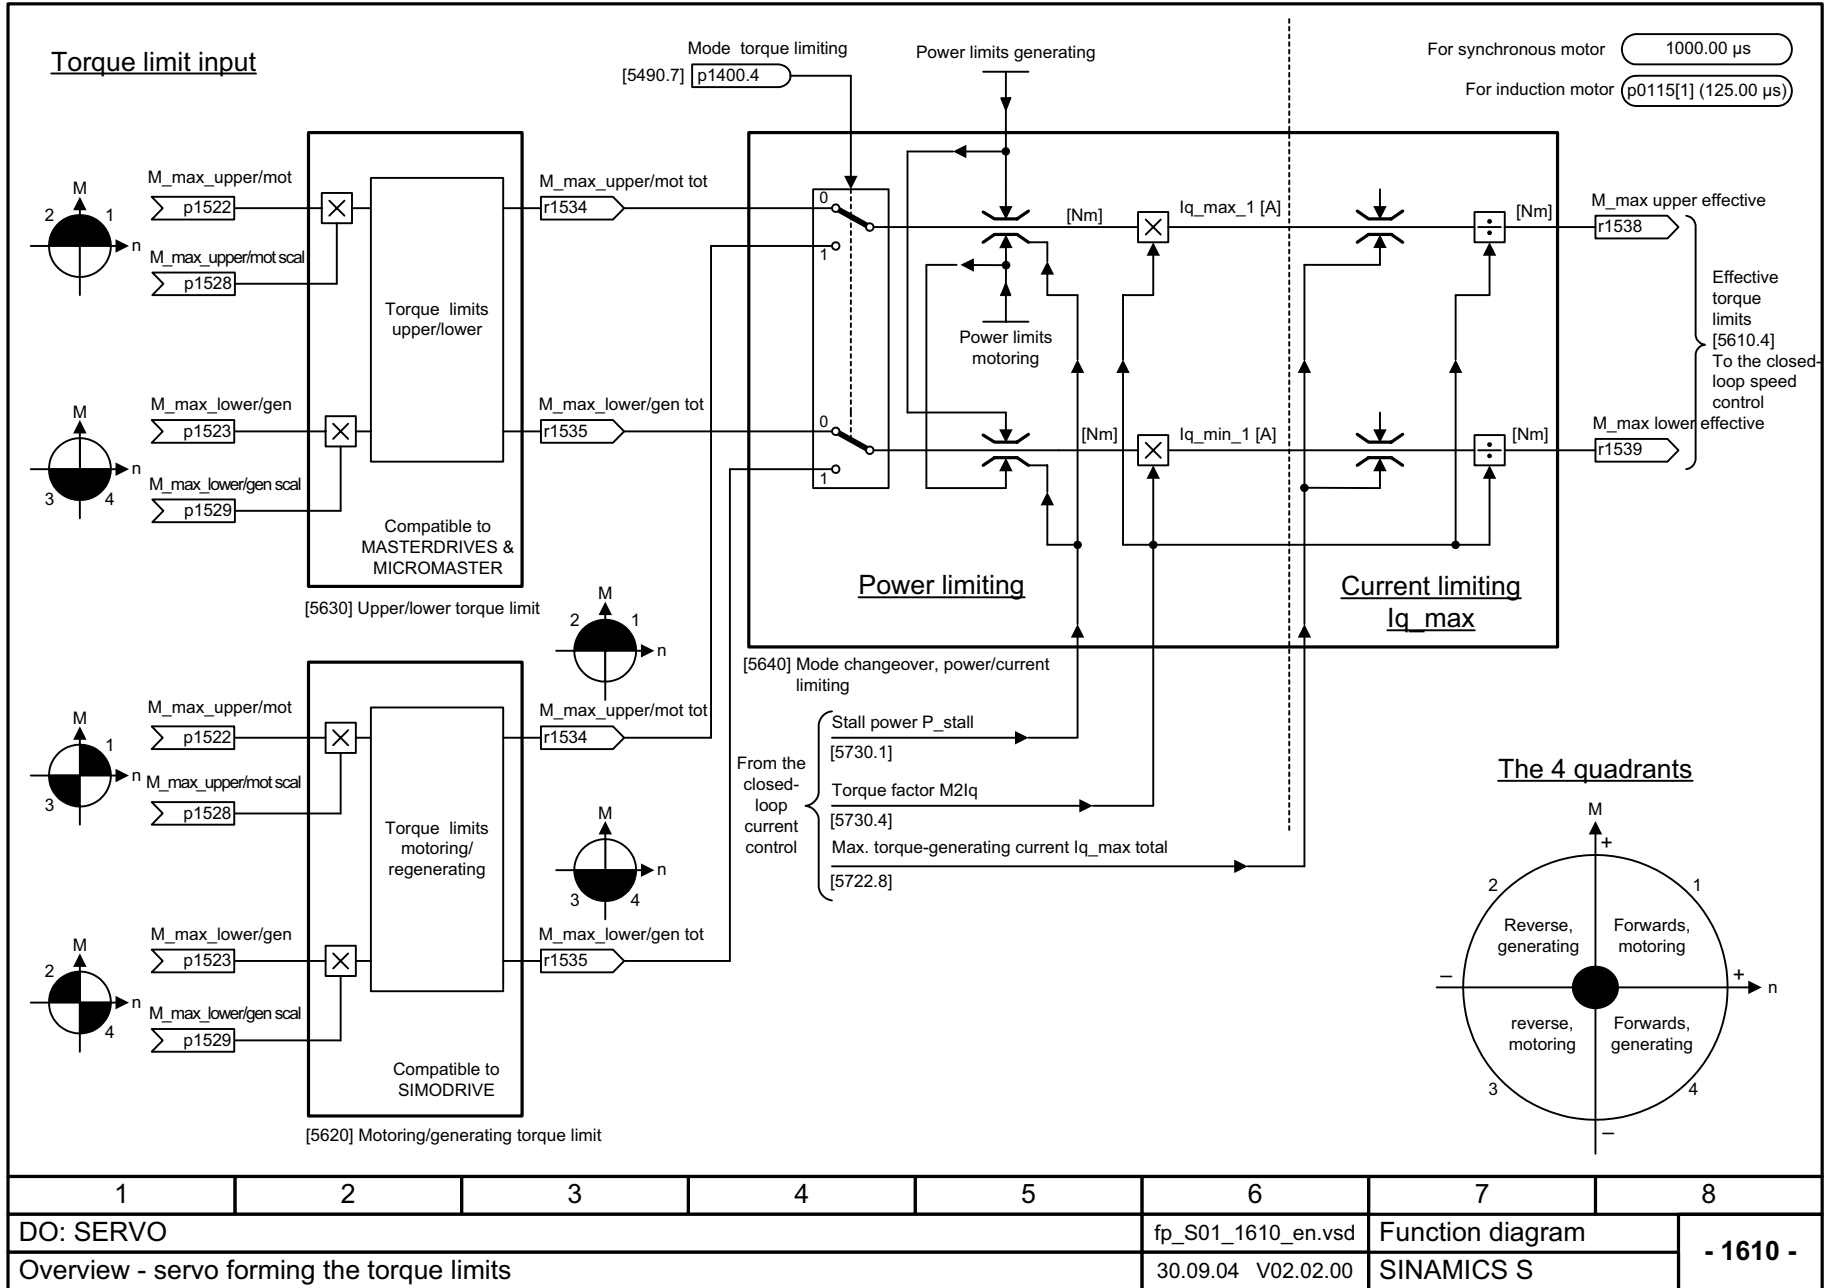 Torque limit input
Mode torque limiting
[5490.7] p1400.4
Power limits generating
For synchronous motor 1000.00 µs
For induction motor p0115[1] (125.00 µs)
M
2 1
n
M_max_upper/mot
p1522
M_max_upper/mot scal
p1528
Torque limits
upper/lower
M_max_upper/mot tot
r1534
0
1
[Nm]
Iq_max_1 [A]
[Nm]
M_max upper effective
r1538
Power limits
motoring
Effective
torque
limits
[5610.4]
To the closed-
loop speed
control
M
n
3 4
M_max_lower/gen
p1523
M_max_lower/gen scal
p1529
M_max_lower/gen tot
r1535
0
1
[Nm]
Iq_min_1 [A]
[Nm]
M_max lower effective
r1539
Compatible to
MASTERDRIVES &
MICROMASTER
[5630] Upper/lower torque limit
Power limiting
Current limiting
Iq_max
[5640] Mode changeover, power/current
limiting
M
2 1
n
M
1
n
3
M_max_upper/mot
p1522
M_max_upper/mot scal
p1528
Torque limits
motoring/
regenerating
M_max_upper/mot tot
r1534
From the
closed-
loop
current
control
Stall power P_stall
[5730.1]
Torque factor M2Iq
[5730.4]
Max. torque-generating current Iq_max total
[5722.8]
M
n
3 4
M
2
n
4
M_max_lower/gen
p1523
M_max_lower/gen scal
p1529
M_max_lower/gen tot
r1535
Compatible to
SIMODRIVE
[5620] Motoring/generating torque limit
The 4 quadrants
M
+
2 1
Reverse,
generating
Forwards,
motoring
– + n
reverse,
motoring
Forwards,
generating
3 4
–
1 2 3 4 5 6 7 8
DO: SERVO fp_S01_1610_en.vsd Function diagram
- 1610 -
Overview - servo forming the torque limits 30.09.04 V02.02.00 SINAMICS S